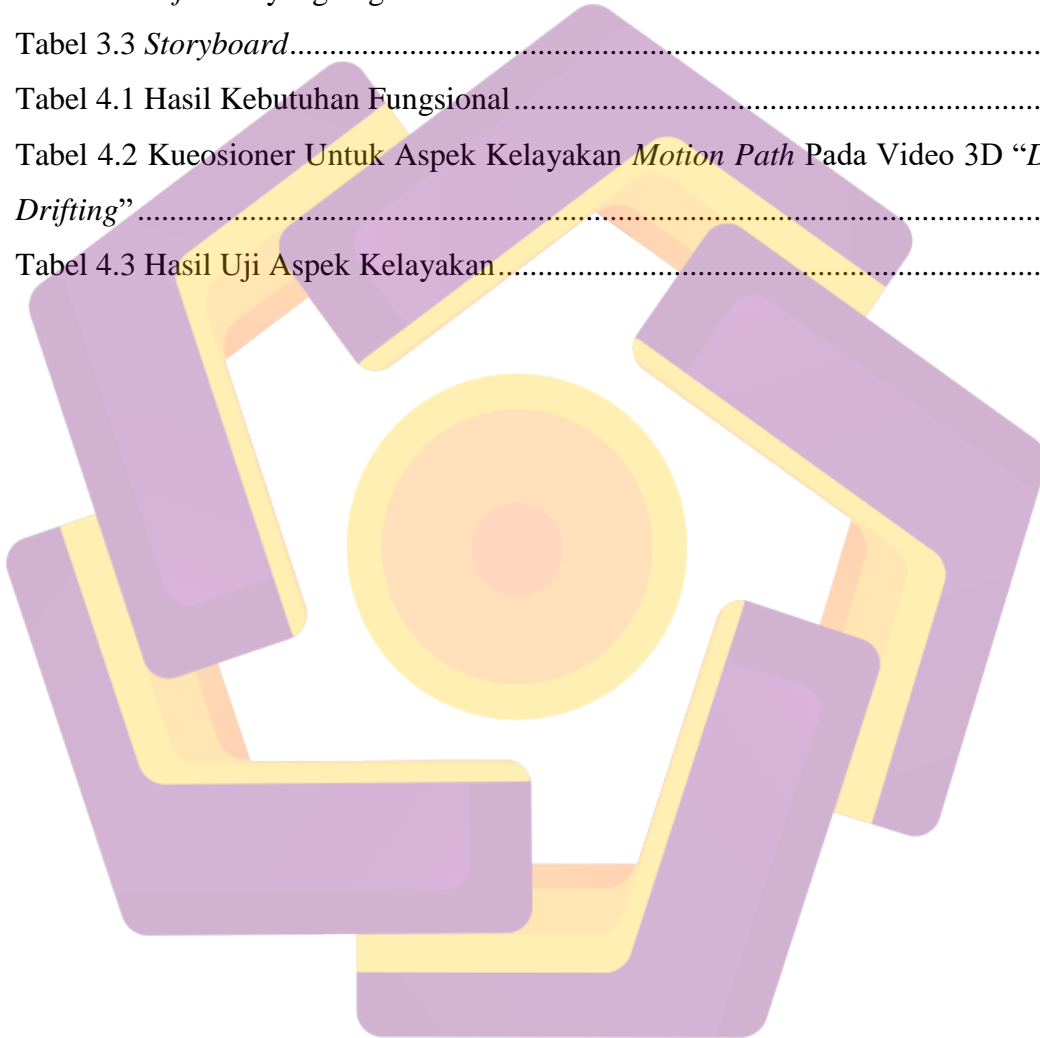 Tabel 3.3 Storyboard........................................................................................
Tabel 4.1 Hasil Kebutuhan Fungsional................................................................
Tabel 4.2 Kueosioner Untuk Aspek Kelayakan Motion Path Pada Video 3D “
Drifting”..............................................................................................................
Tabel 4.3 Hasil Uji Aspek Kelayakan..................................................................